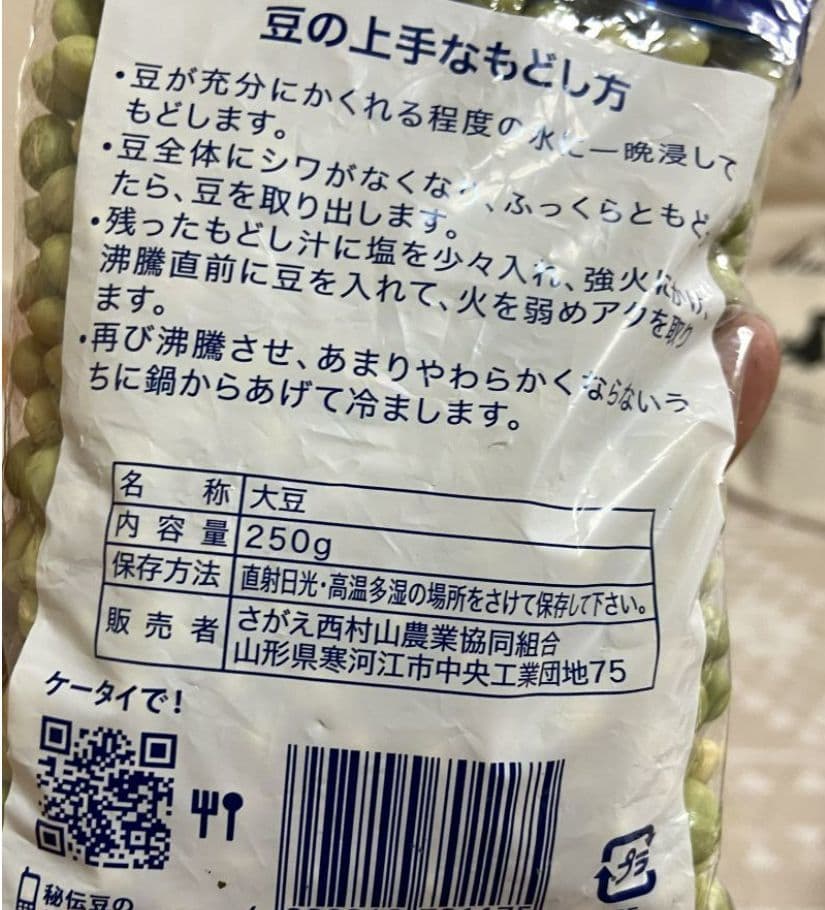 豆の上手なもどし方
・豆が充分にかくれる程度の水に一晩浸して
もどします。
・豆全体にシワがなくな、ふっくらともど
たら、豆を取り出します。
・残ったもどし汁に塩を少々入れ、強火にかけ、
沸騰直前に豆を入れて、火を弱めアクを取り
ます。
・再び沸騰させ、あまりやわらかくならないう
ちに鍋からあげて冷まします。
名 称 大豆
内容量 250g
保存方法 直射日光・高温多湿の場所をさけて保存して下さい。
販売者 さがえ西村山農業協同組合
山形県寒河江市中央工業団地75
ケータイで!
秘伝豆の
プラ